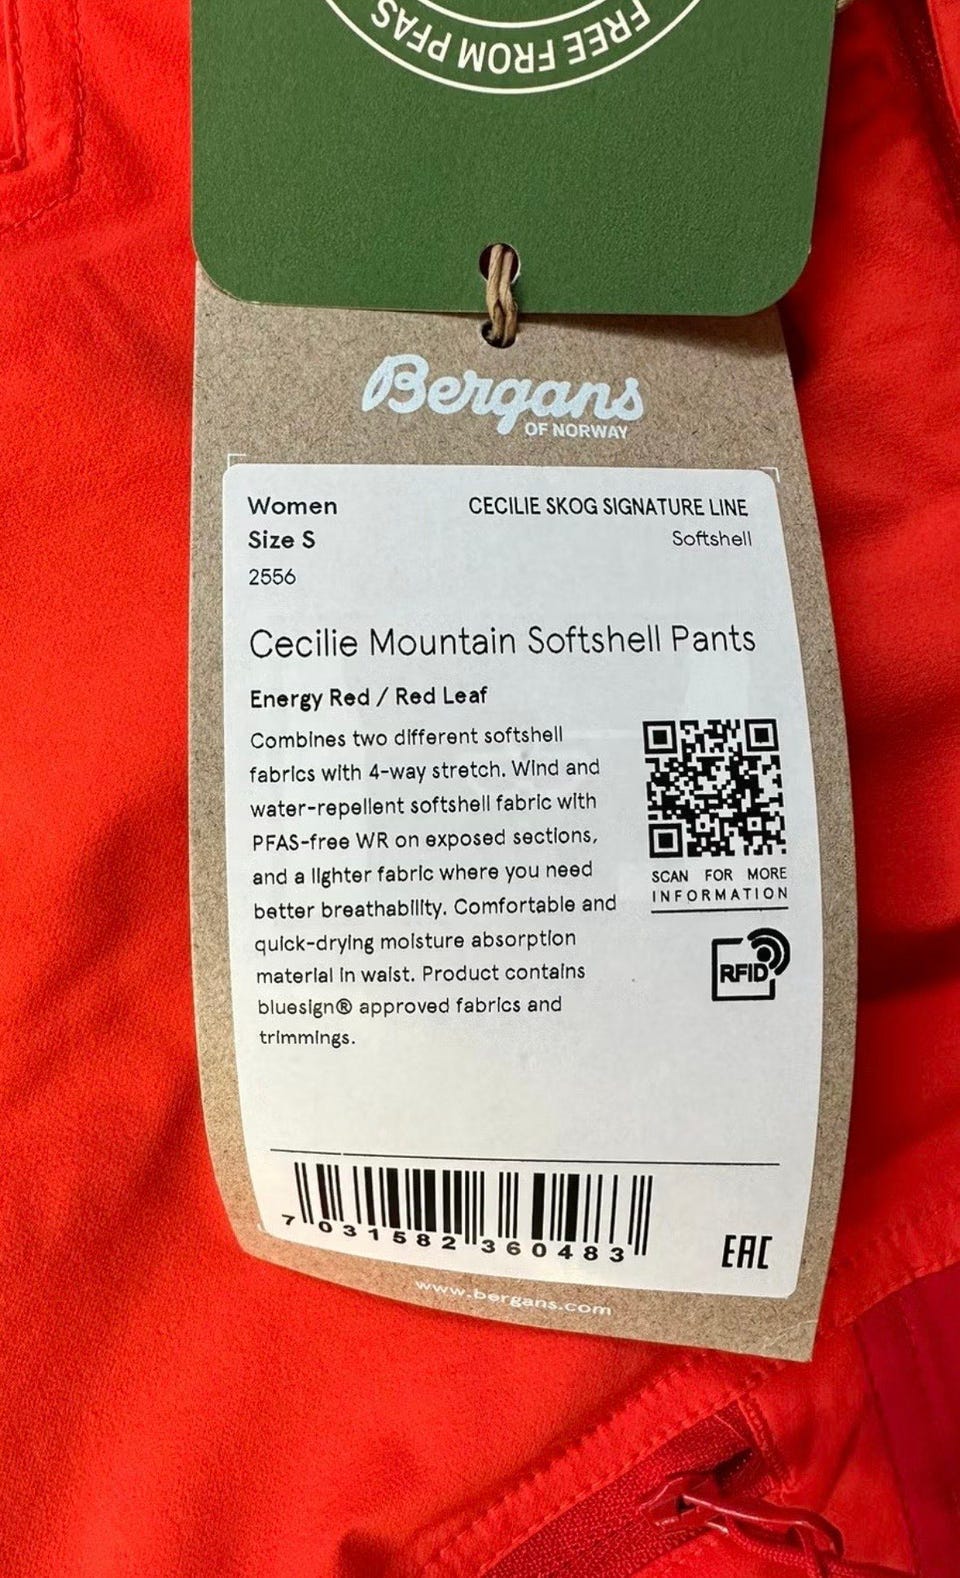 FREE FROM PFAS
Bergans
OF NORWAY
Women
CECILIE SKOG SIGNATURE LINE
Size S
Softshell
2556
Cecilie Mountain Softshell Pants
Energy Red / Red Leaf
Combines two different softshell
fabrics with 4-way stretch. Wind and
water-repellent softshell fabric with
PFAS-free WR on exposed sections,
and a lighter fabric where you need
better breathability. Comfortable and
quick-drying moisture absorption
material in waist. Product contains
bluesign® approved fabrics and
trimmings.
SCAN FOR MORE
INFORMATION
RFID
7 031582 360483
EAC
www.bergans.com